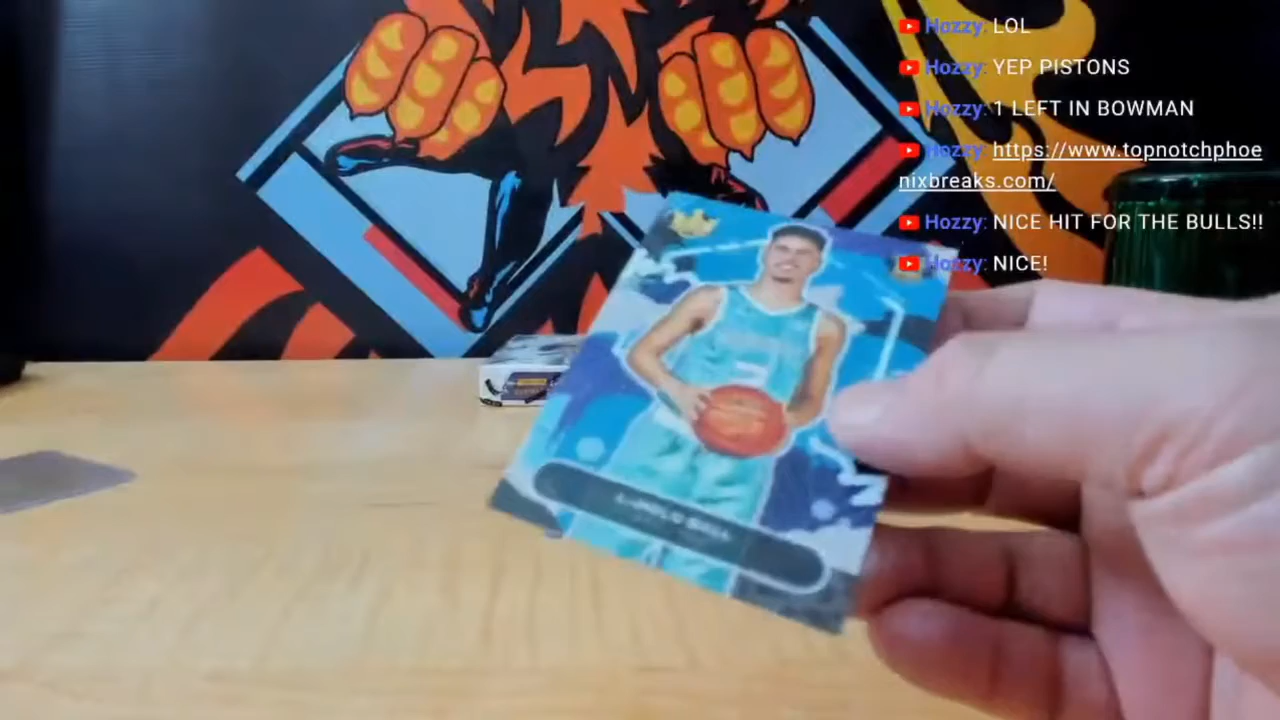 Hozzy: LOL
Hozzy: YEP PISTONS
Hozzy: 1 LEFT IN BOWMAN
Hozzy: https://www.topnotchphoe
nixbreaks.com/
Hozzy: NICE HIT FOR THE BULLS!!
Hozzy: NICE!